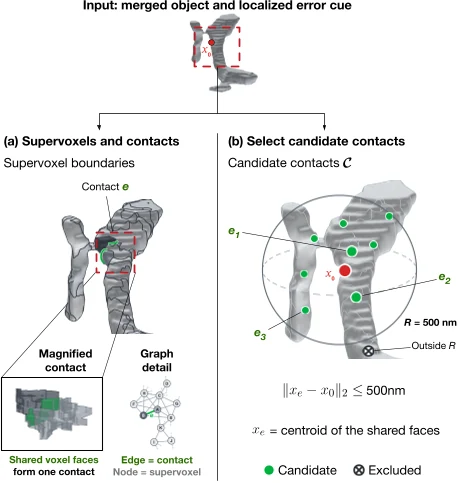 Input: merged object and localized error cue
x₀
(a) Supervoxels and contacts
Supervoxel boundaries
Contact e
Magnified contact
Graph detail
Shared voxel faces
form one contact
Edge = contact
Node = supervoxel
(b) Select candidate contacts
Candidate contacts 𝒞
e₁
x₀
e₂
e₃
R = 500 nm
Outside R
‖xₑ − x₀‖₂ ≤ 500nm
xₑ = centroid of the shared faces
Candidate
Excluded